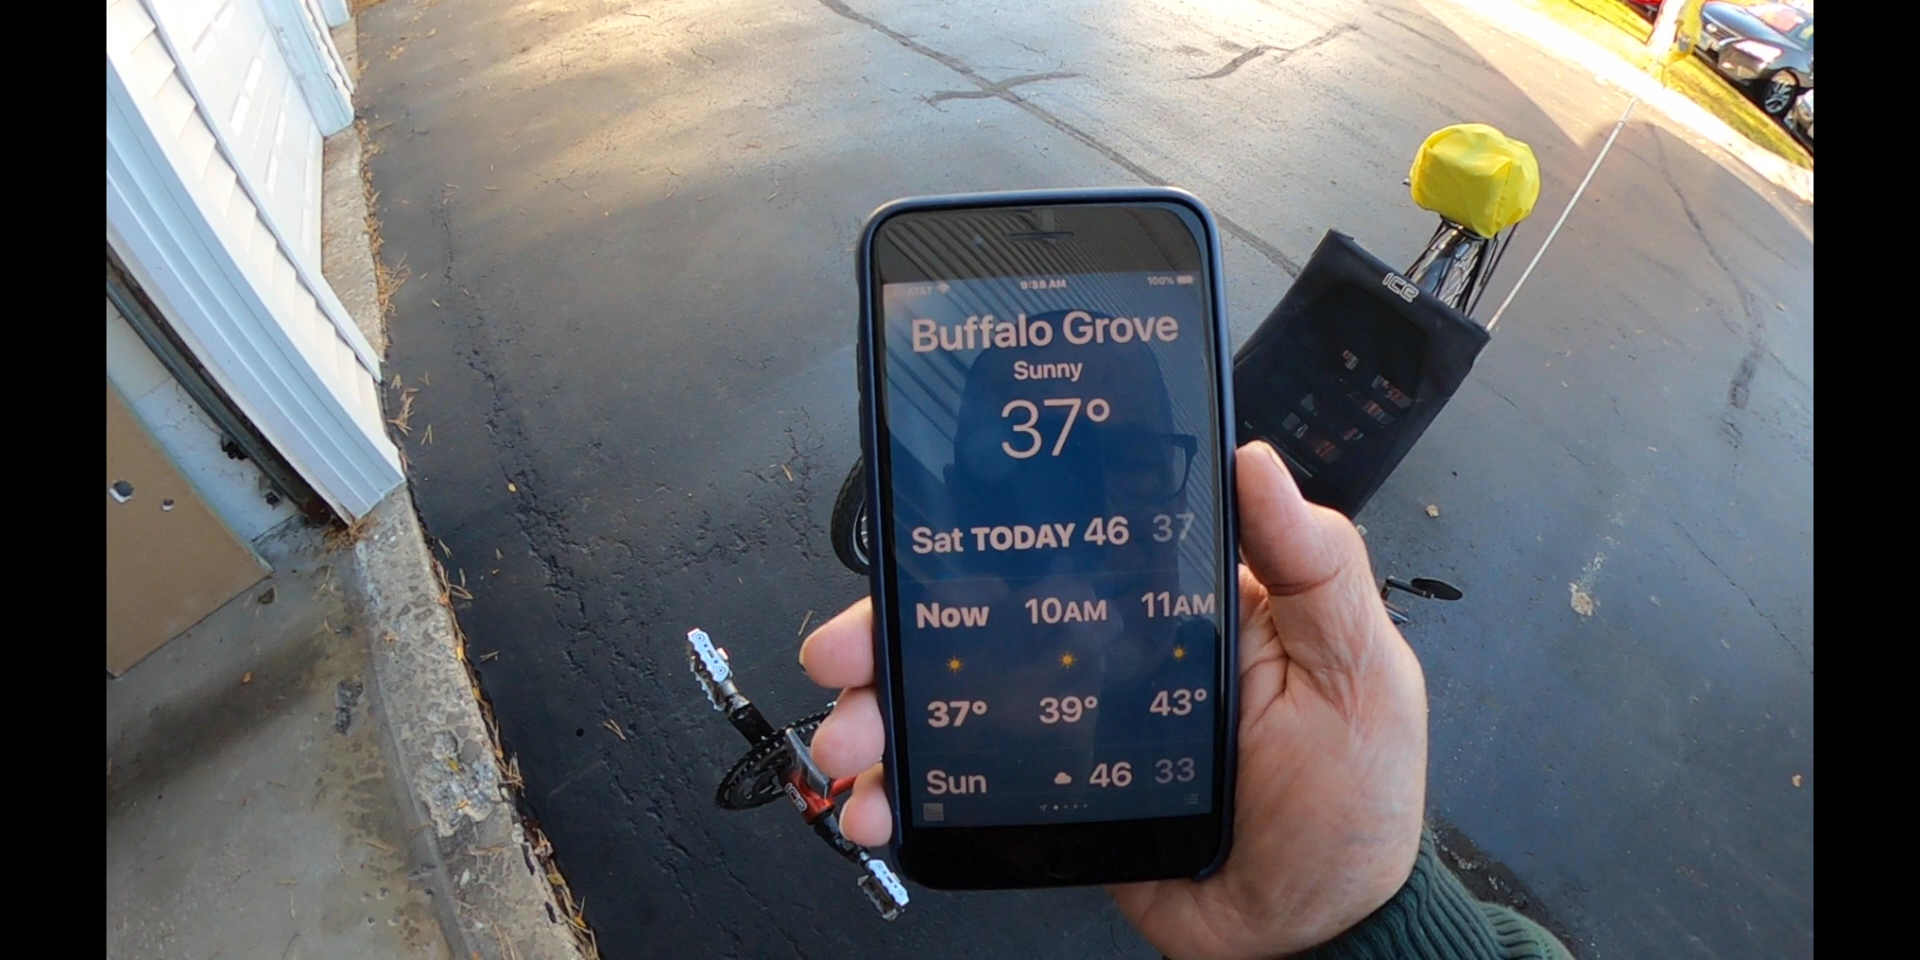 AT&T 9:38 AM 100%
Buffalo Grove
Sunny
37°
Sat TODAY 46 37
Now 10AM 11AM
37° 39° 43°
Sun 46 33
ICE
ICE